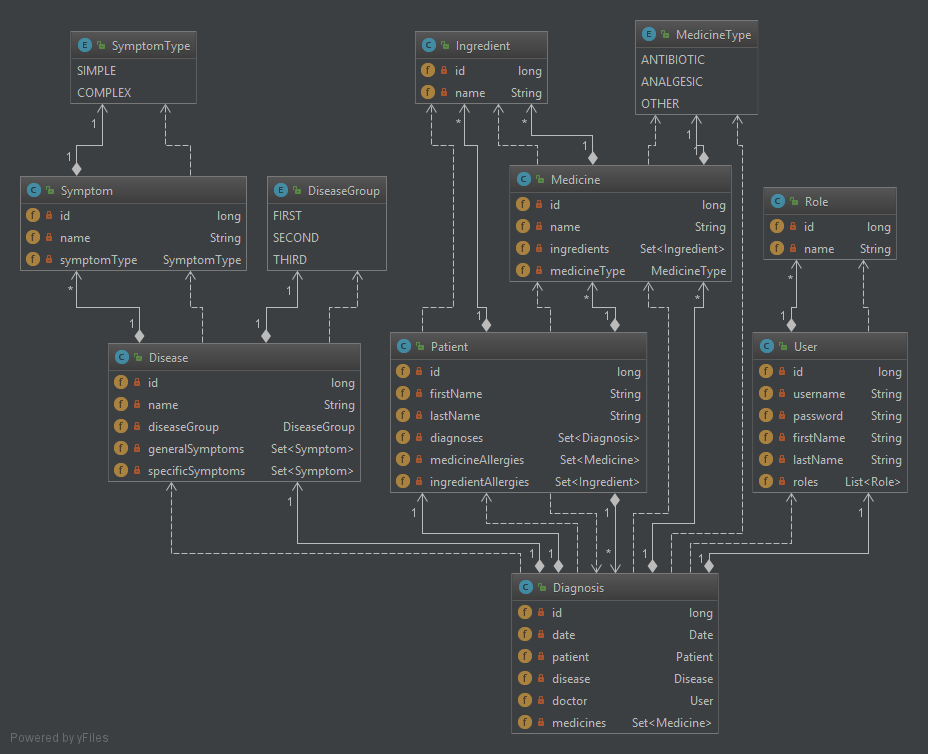 E SymptomType
SIMPLE
COMPLEX
C Ingredient
f id long
f name String
E MedicineType
ANTIBIOTIC
ANALGESIC
OTHER
1
*
*
1
1
1
1
1
C Symptom
f id long
f name String
f symptomType SymptomType
E DiseaseGroup
FIRST
SECOND
THIRD
C Medicine
f id long
f name String
f ingredients Set<Ingredient>
f medicineType MedicineType
C Role
f id long
f name String
*
1
*
*
*
1
1
1
1
1
C Disease
f id long
f name String
f diseaseGroup DiseaseGroup
f generalSymptoms Set<Symptom>
f specificSymptoms Set<Symptom>
C Patient
f id long
f firstName String
f lastName String
f diagnoses Set<Diagnosis>
f medicineAllergies Set<Medicine>
f ingredientAllergies Set<Ingredient>
C User
f id long
f username String
f password String
f firstName String
f lastName String
f roles List<Role>
1
1
1
1
1
1
*
1
1
C Diagnosis
f id long
f date Date
f patient Patient
f disease Disease
f doctor User
f medicines Set<Medicine>
Powered by yFiles